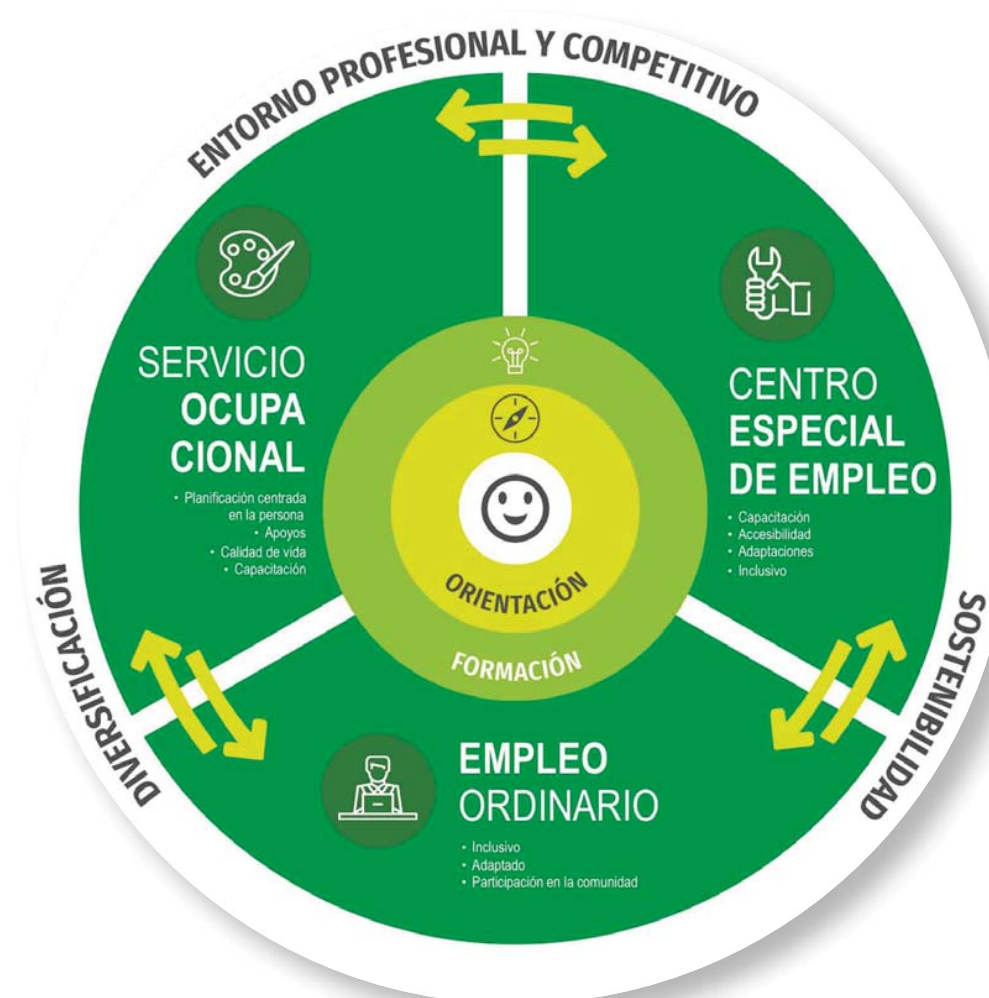 ENTORNO PROFESIONAL Y COMPETITIVO
SERVICIO
OCUPA
CIONAL
• Planificación centrada
en la persona
• Apoyos
• Calidad de vida
• Capacitación
CENTRO
ESPECIAL
DE EMPLEO
• Capacitación
• Accesibilidad
• Adaptaciones
• Inclusivo
ORIENTACIÓN
FORMACIÓN
DIVERSIFICACIÓN
SOSTENIBILIDAD
EMPLEO
ORDINARIO
• Inclusivo
• Adaptado
• Participación en la comunidad